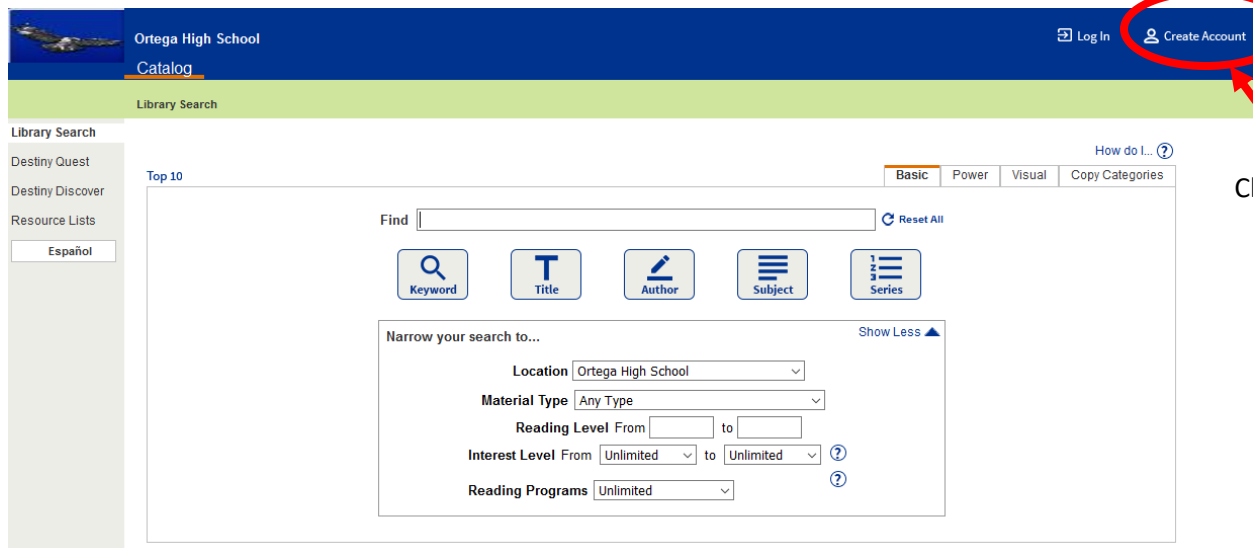 Ortega High School
Log In
Create Account
Catalog
Library Search
Library Search
Destiny Quest
Destiny Discover
Resource Lists
Español
How do I... ?
Top 10
Basic
Power
Visual
Copy Categories
Find
Reset All
Keyword
T
Title
Author
Subject
1
2
3
Series
Narrow your search to...
Show Less
Location Ortega High School
Material Type Any Type
Reading Level From to
Interest Level From Unlimited to Unlimited ?
Reading Programs Unlimited ?